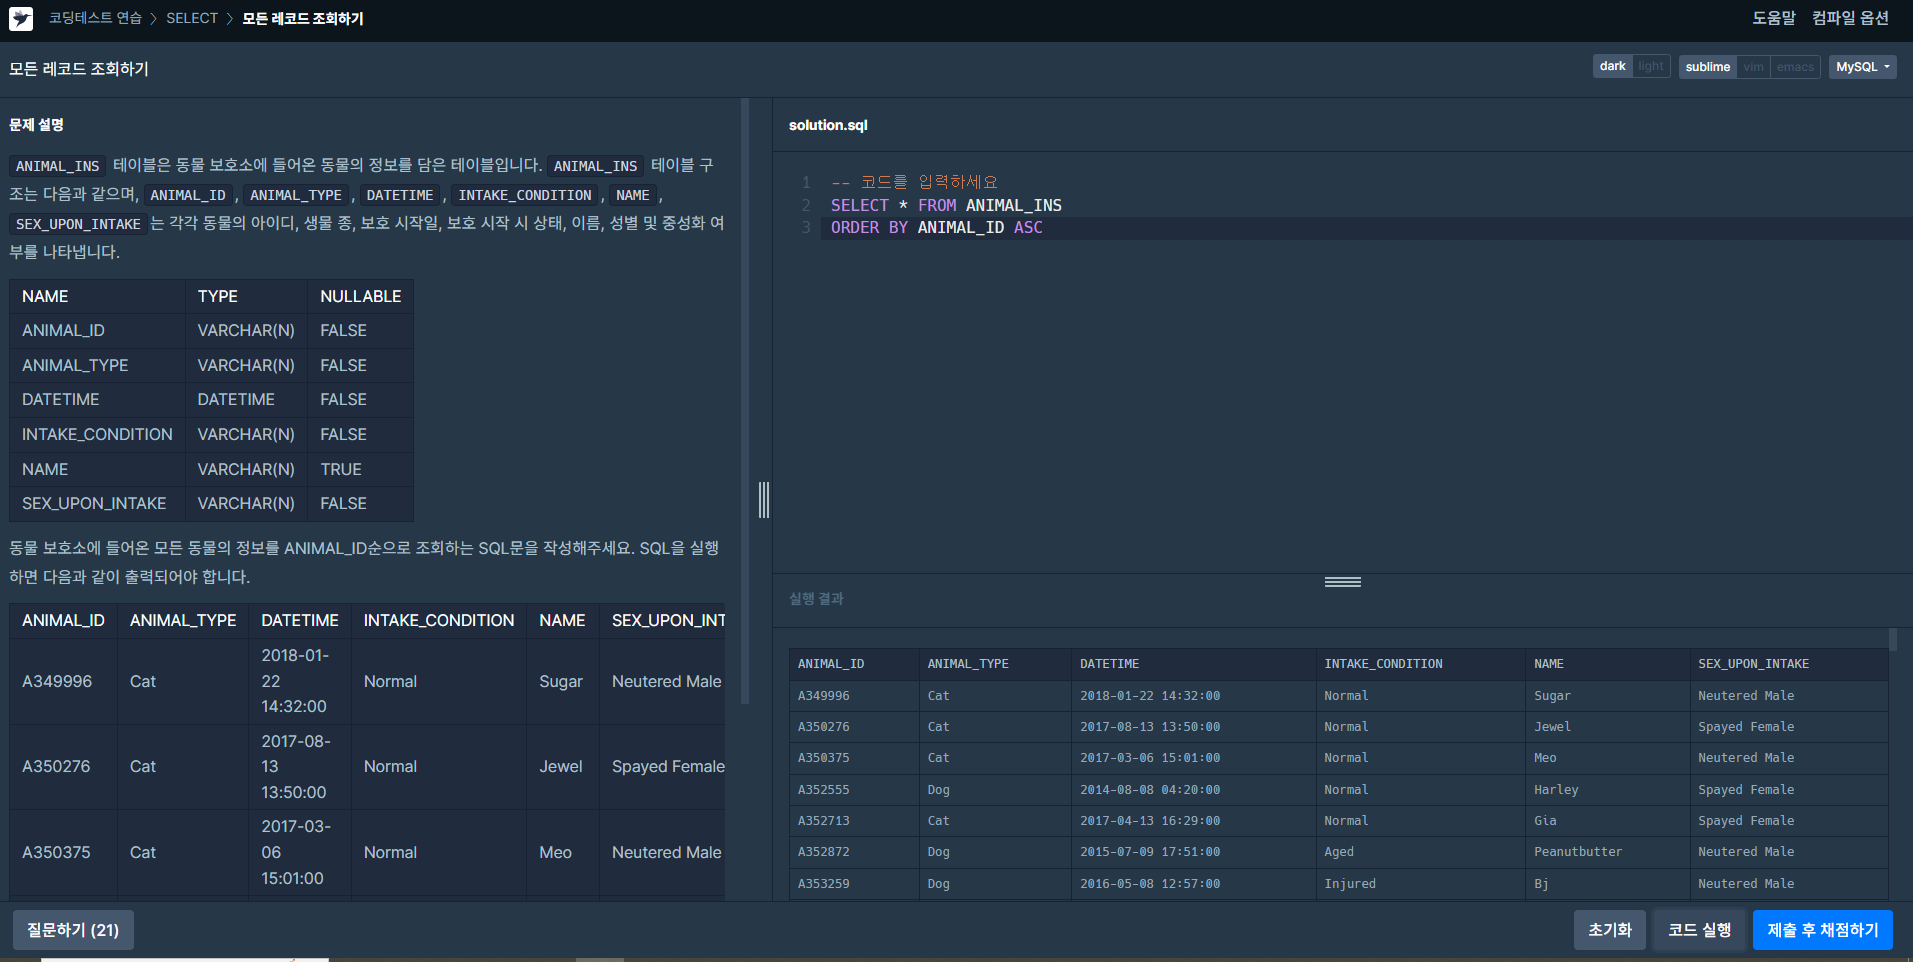 코딩테스트 연습 > SELECT > 모든 레코드 조회하기
도움말 컴파일 옵션
모든 레코드 조회하기
dark light sublime vim emacs MySQL
문제 설명
ANIMAL_INS 테이블은 동물 보호소에 들어온 동물의 정보를 담은 테이블입니다. ANIMAL_INS 테이블 구
조는 다음과 같으며, ANIMAL_ID, ANIMAL_TYPE, DATETIME, INTAKE_CONDITION, NAME,
SEX_UPON_INTAKE는 각각 동물의 아이디, 생물 종, 보호 시작일, 보호 시작 시 상태, 이름, 성별 및 중성화 여
부를 나타냅니다.
NAME TYPE NULLABLE
ANIMAL_ID VARCHAR(N) FALSE
ANIMAL_TYPE VARCHAR(N) FALSE
DATETIME DATETIME FALSE
INTAKE_CONDITION VARCHAR(N) FALSE
NAME VARCHAR(N) TRUE
SEX_UPON_INTAKE VARCHAR(N) FALSE
동물 보호소에 들어온 모든 동물의 정보를 ANIMAL_ID순으로 조회하는 SQL문을 작성해주세요. SQL을 실행
하면 다음과 같이 출력되어야 합니다.
ANIMAL_ID ANIMAL_TYPE DATETIME INTAKE_CONDITION NAME SEX_UPON_INT
A349996 Cat 2018-01-22 14:32:00 Normal Sugar Neutered Male
A350276 Cat 2017-08-13 13:50:00 Normal Jewel Spayed Female
A350375 Cat 2017-03-06 15:01:00 Normal Meo Neutered Male
solution.sql
1 -- 코드를 입력하세요
2 SELECT * FROM ANIMAL_INS
3 ORDER BY ANIMAL_ID ASC
실행 결과
ANIMAL_ID ANIMAL_TYPE DATETIME INTAKE_CONDITION NAME SEX_UPON_INTAKE
A349996 Cat 2018-01-22 14:32:00 Normal Sugar Neutered Male
A350276 Cat 2017-08-13 13:50:00 Normal Jewel Spayed Female
A350375 Cat 2017-03-06 15:01:00 Normal Meo Neutered Male
A352555 Dog 2014-08-08 04:20:00 Normal Harley Spayed Female
A352713 Cat 2017-04-13 16:29:00 Normal Gia Spayed Female
A352872 Dog 2015-07-09 17:51:00 Aged Peanutbutter Neutered Male
A353259 Dog 2016-05-08 12:57:00 Injured Bj Neutered Male
질문하기 (21)
초기화 코드 실행 제출 후 채점하기